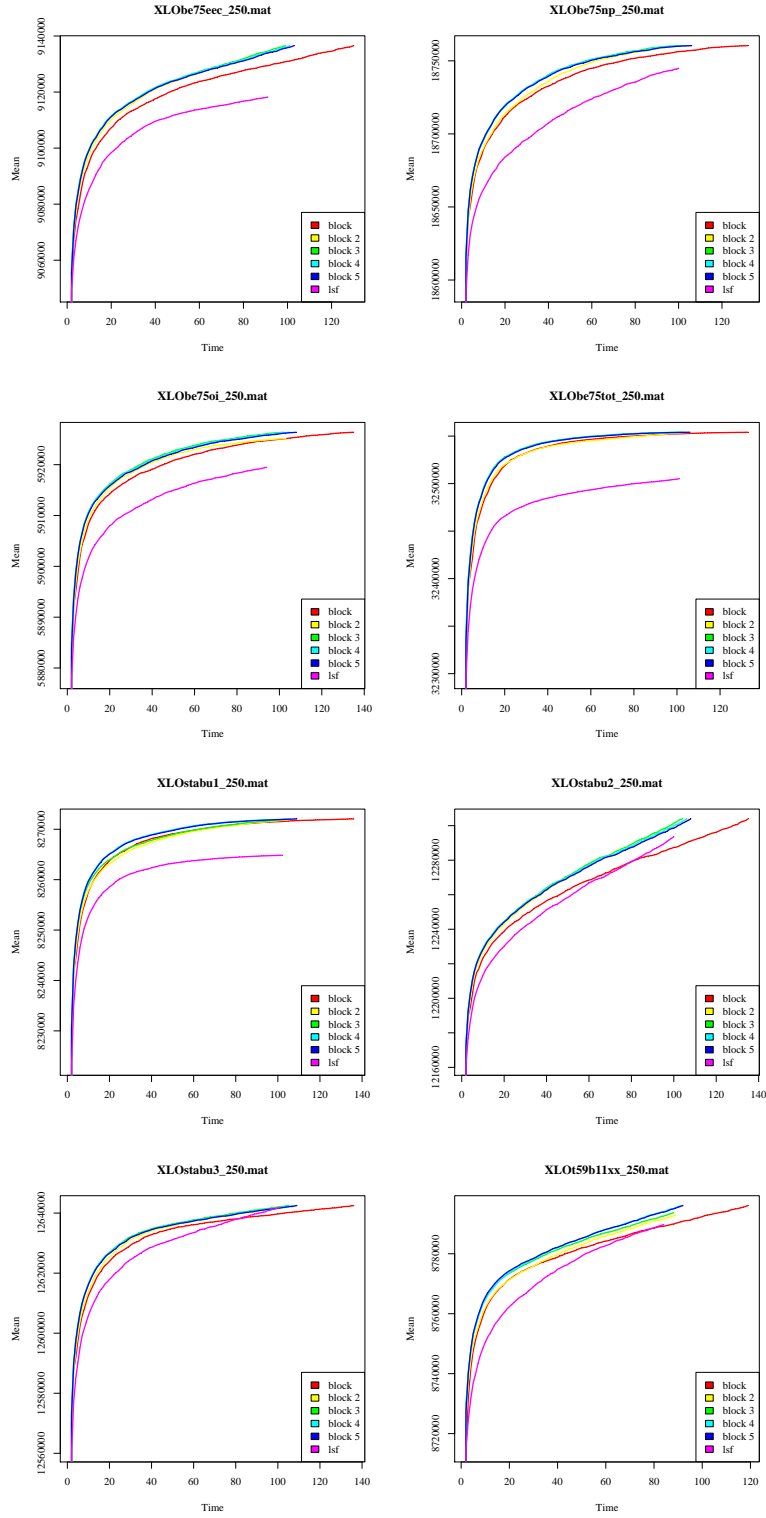 XLObe75eec_250.mat
Mean
9060000 9080000 9100000 9120000 9140000
block
block 2
block 3
block 4
block 5
lsf
0 20 40 60 80 100 120
Time
XLObe75np_250.mat
Mean
18600000 18650000 18700000 18750000
block
block 2
block 3
block 4
block 5
lsf
0 20 40 60 80 100 120
Time
XLObe75oi_250.mat
Mean
5880000 5890000 5900000 5910000 5920000
block
block 2
block 3
block 4
block 5
lsf
0 20 40 60 80 100 120 140
Time
XLObe75tot_250.mat
Mean
32300000 32400000 32500000
block
block 2
block 3
block 4
block 5
lsf
0 20 40 60 80 100 120
Time
XLOstabu1_250.mat
Mean
8230000 8240000 8250000 8260000 8270000
block
block 2
block 3
block 4
block 5
lsf
0 20 40 60 80 100 120 140
Time
XLOstabu2_250.mat
Mean
12160000 12200000 12240000 12280000
block
block 2
block 3
block 4
block 5
lsf
0 20 40 60 80 100 120 140
Time
XLOstabu3_250.mat
Mean
12560000 12580000 12600000 12620000 12640000
block
block 2
block 3
block 4
block 5
lsf
0 20 40 60 80 100 120 140
Time
XLOt59b11xx_250.mat
Mean
8720000 8740000 8760000 8780000
block
block 2
block 3
block 4
block 5
lsf
0 20 40 60 80 100 120
Time